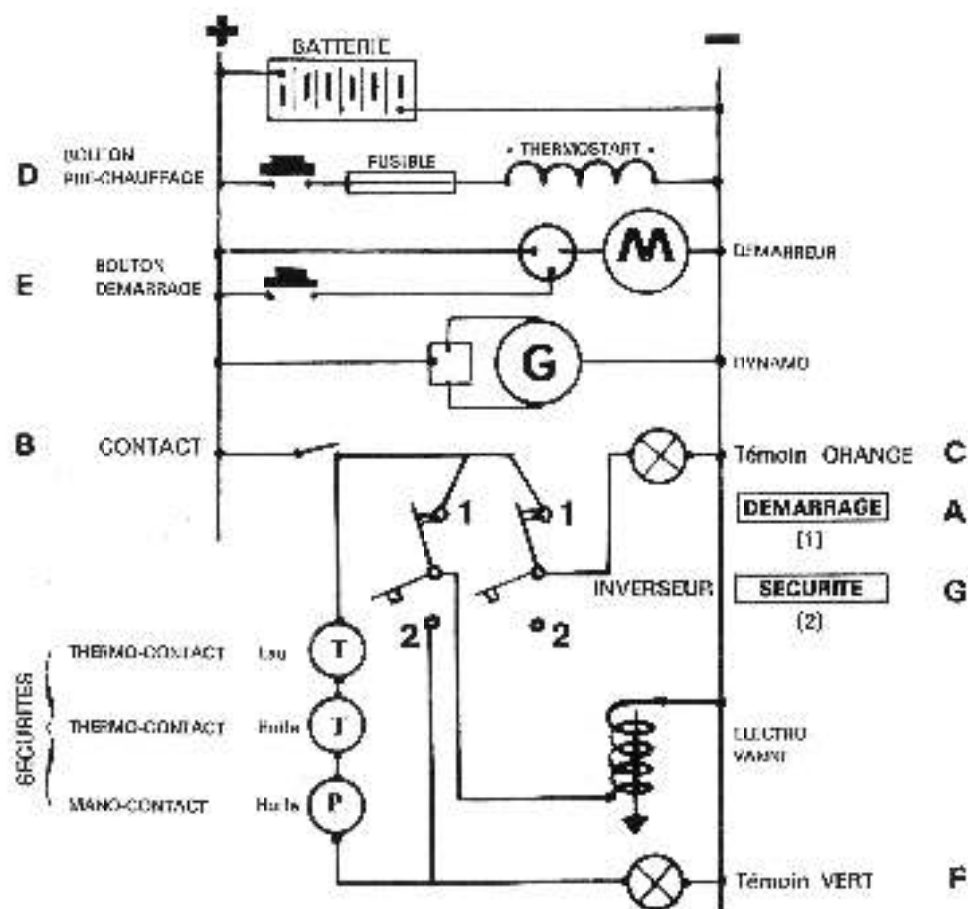 + −
BATTERIE
D
BOUTON
PRE-CHAUFFAGE
FUSIBLE
- THERMOSTART -
M
DEMARREUR
E
BOUTON
DEMARRAGE
G
DYNAMO
B
CONTACT
Témoin ORANGE
C
1
1
DEMARRAGE
A
(1)
INVERSEUR
SECURITE
G
2
2
(2)
SECURITES
THERMO-CONTACT Eau T
THERMO-CONTACT Huile T
MANO-CONTACT Huile P
ELECTRO
VANNE
Témoin VERT
F